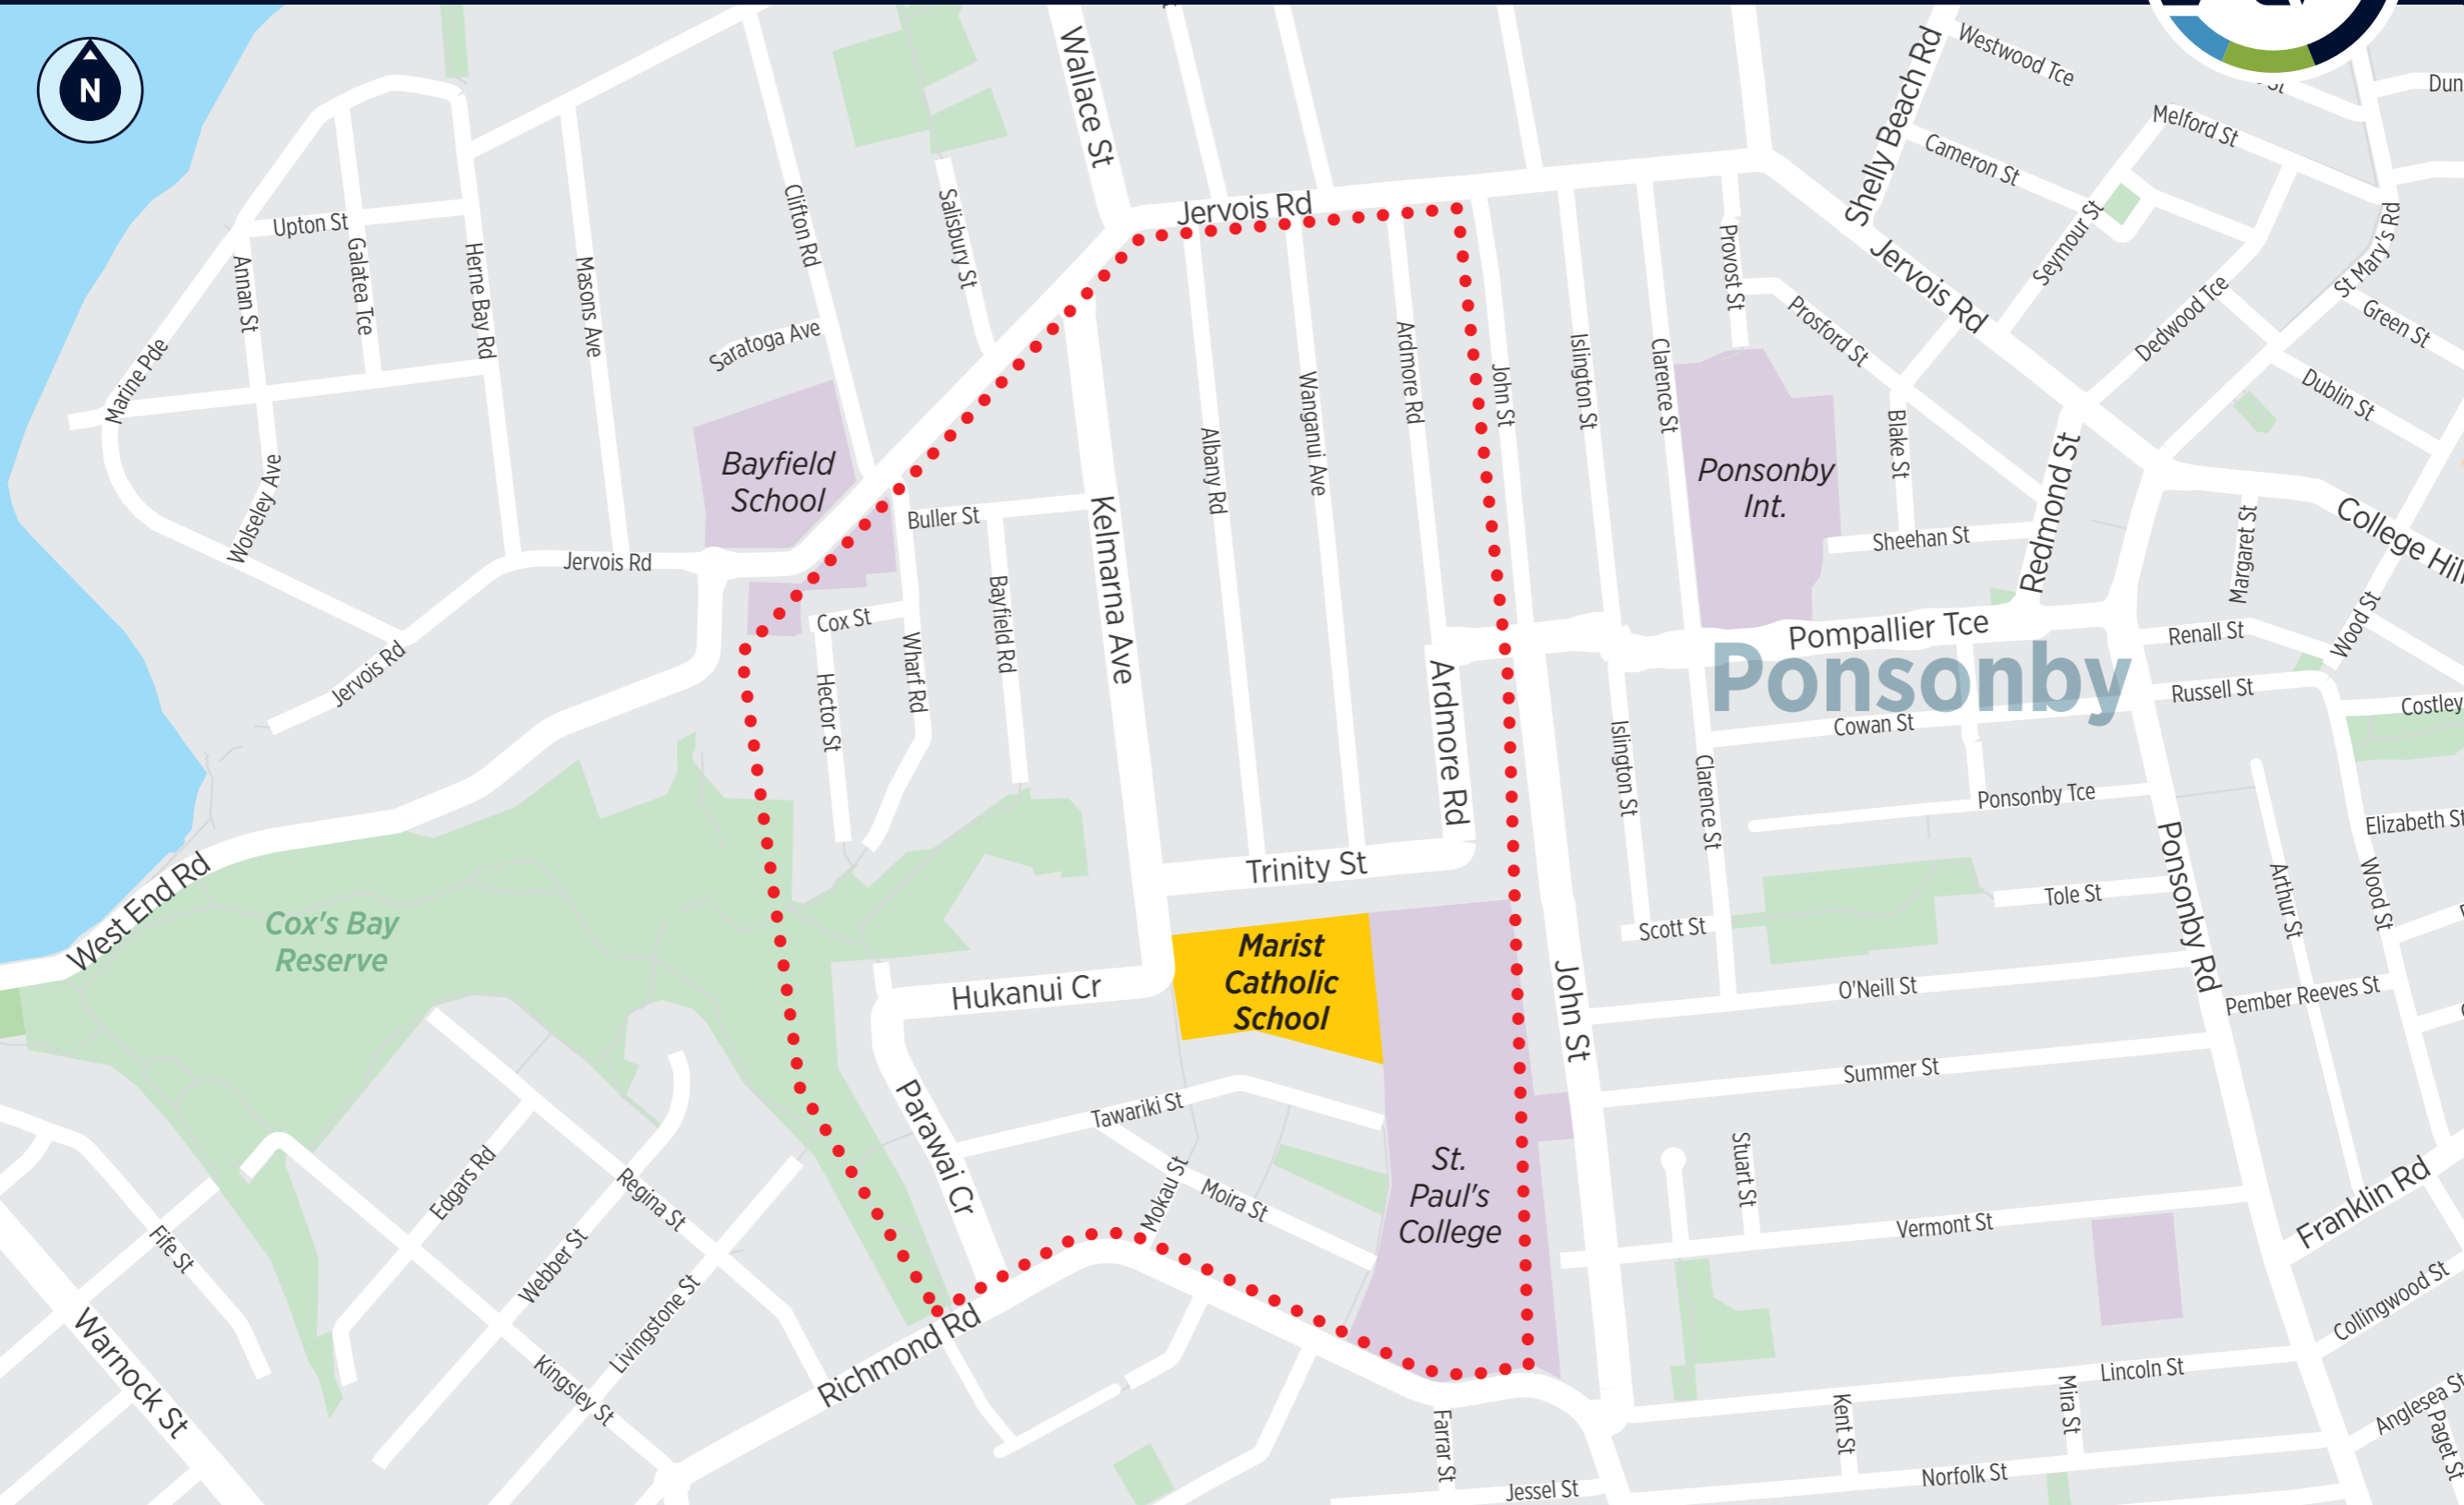 N
Wallace St
Shelly Beach Rd
Westwood Tce
Melford St
Cameron St
Seymour St
St Mary's Rd
Green St
Dublin St
Dedwood Tce
Jervois Rd
Jervois Rd
Clifton Rd
Salisbury St
Saratoga Ave
Upton St
Annan St
Galatea Tce
Herne Bay Rd
Masons Ave
Marine Pde
Wolseley Ave
Jervois Rd
Jervois Rd
Bayfield
School
Buller St
Cox St
Hector St
Wharf Rd
Bayfield Rd
Kelmarna Ave
Albany Rd
Wanganui Ave
Ardmore Rd
John St
Islington St
Clarence St
Provost St
Prosford St
Blake St
Ponsonby
Int.
Sheehan St
Redmond St
Pompallier Tce
Ponsonby
Margaret St
College Hill
Wood St
Renall St
Russell St
Cowan St
Costley
Ponsonby Tce
Elizabeth St
Ardmore Rd
Islington St
Clarence St
Trinity St
Scott St
Tole St
Ponsonby Rd
Arthur St
Wood St
O'Neill St
Pember Reeves St
Summer St
John St
West End Rd
Cox's Bay
Reserve
Hukanui Cr
Marist
Catholic
School
Tawariki St
Parawai Cr
Mokau St
Moira St
St.
Paul's
College
Stuart St
Vermont St
Franklin Rd
Collingwood St
Lincoln St
Anglesea St
Paget St
Mira St
Kent St
Norfolk St
Jessel St
Farrar St
Richmond Rd
Edgars Rd
Regina St
Webber St
Livingstone St
Kingsley St
Fife St
Warnock St